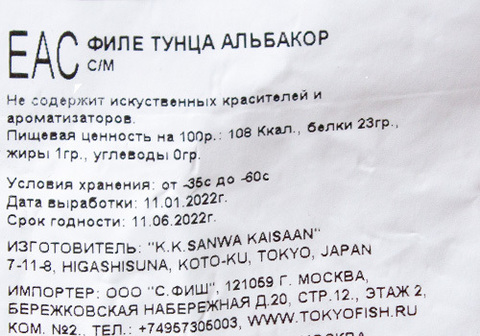 EAC
ФИЛЕ ТУНЦА АЛЬБАКОР
С/М
Не содержит искуственных красителей и
ароматизаторов.
Пищевая ценность на 100гр.: 108 Ккал., белки 23гр.,
жиры 1гр., углеводы 0гр.
Условия хранения: от -35с до -60с
Дата выработки: 11.01.2022г.
Срок годности: 11.06.2022г.
ИЗГОТОВИТЕЛЬ: "K.K.SANWA KAISAAN"
7-11-8, HIGASHISUNA, KOTO-KU, TOKYO, JAPAN
ИМПОРТЕР: ООО "С.ФИШ", 121059 Г. МОСКВА,
БЕРЕЖКОВСКАЯ НАБЕРЕЖНАЯ Д.20, СТР.12., ЭТАЖ 2,
КОМ. №2., ТЕЛ.: +74957305003, WWW.TOKYOFISH.RU